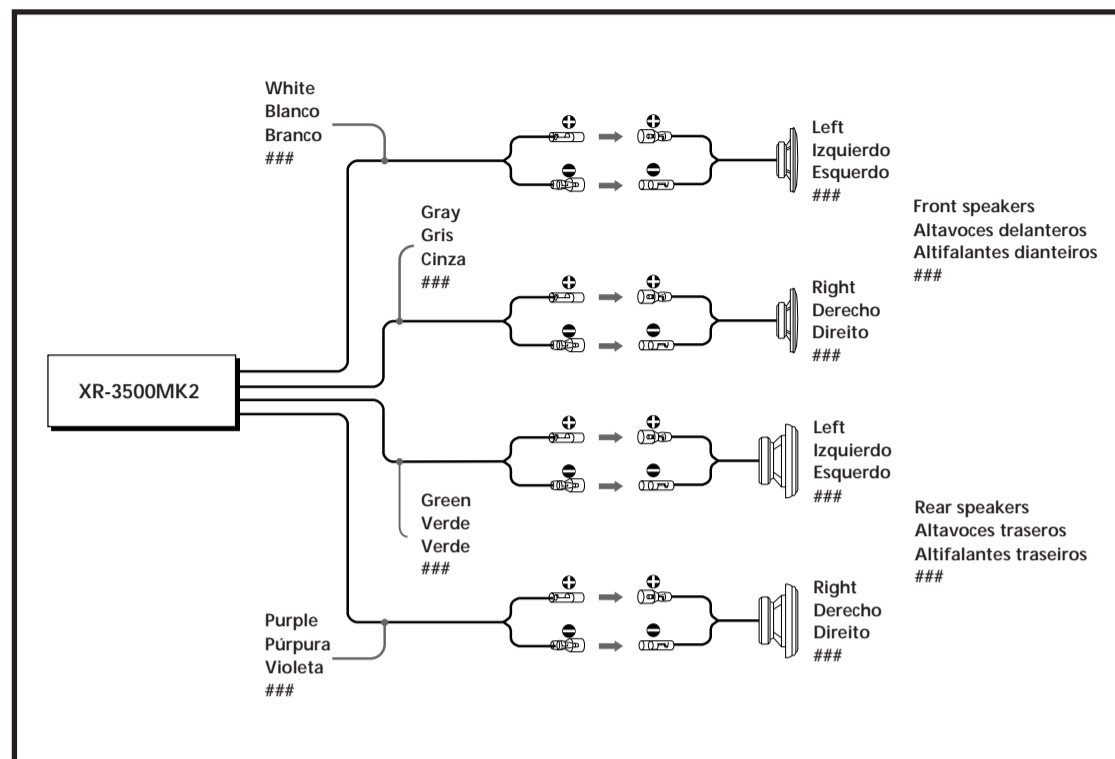 White
Blanco
Branco
###
Left
Izquierdo
Esquerdo
###
Gray
Gris
Cinza
###
Front speakers
Altavoces delanteros
Altifalantes dianteiros
###
Right
Derecho
Direito
###
XR-3500MK2
Left
Izquierdo
Esquerdo
###
Green
Verde
Verde
###
Rear speakers
Altavoces traseros
Altifalantes traseiros
###
Right
Derecho
Direito
###
Purple
Púrpura
Violeta
###